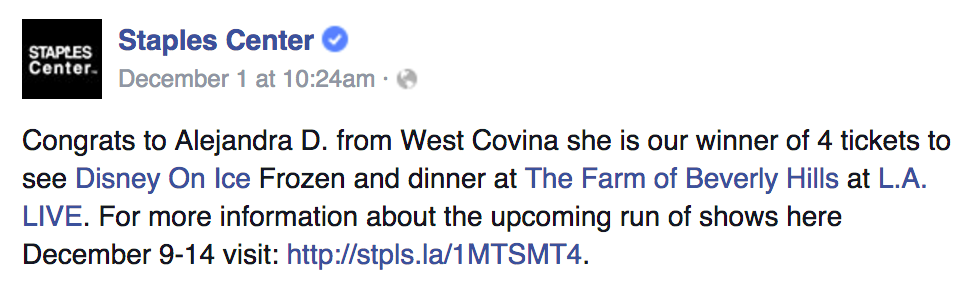 STAPLES
Center™
Staples Center
December 1 at 10:24am ·
Congrats to Alejandra D. from West Covina she is our winner of 4 tickets to
see Disney On Ice Frozen and dinner at The Farm of Beverly Hills at L.A.
LIVE. For more information about the upcoming run of shows here
December 9-14 visit: http://stpls.la/1MTSMT4.